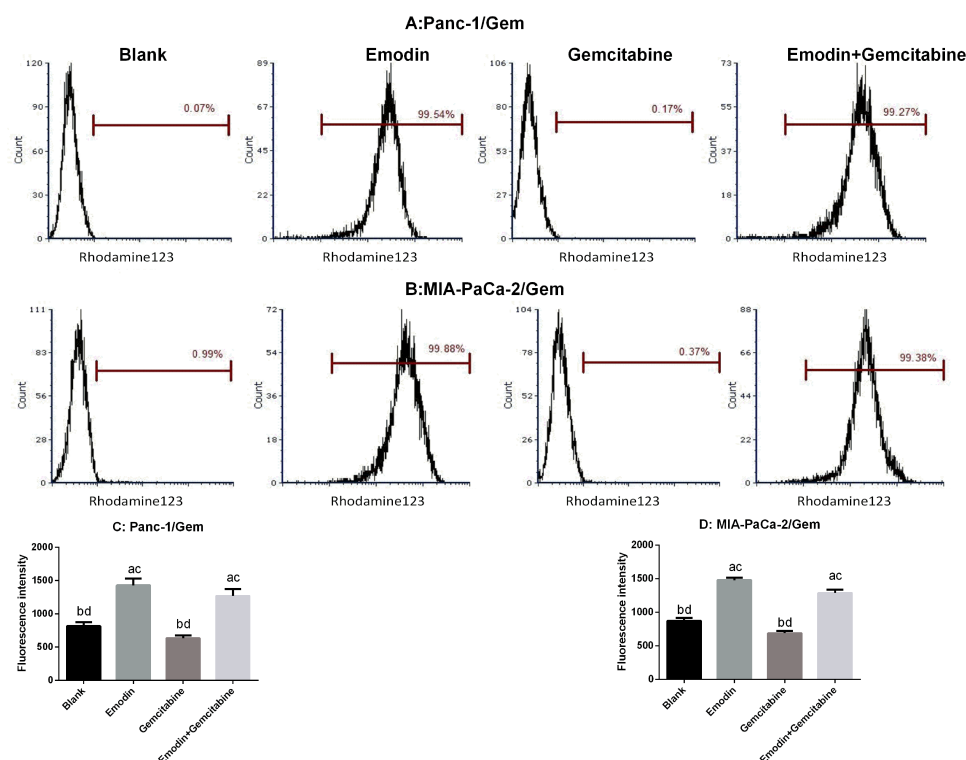 A:Panc-1/Gem
Blank Emodin Gemcitabine Emodin+Gemcitabine
120
90
60
30
0
Count
0.07%
Rhodamine123
89
67
45
22
0
Count
99.54%
Rhodamine123
106
80
53
27
0
Count
0.17%
Rhodamine123
73
55
37
18
0
Count
99.27%
Rhodamine123
B:MIA-PaCa-2/Gem
111
83
56
28
0
Count
0.99%
Rhodamine123
72
54
36
18
0
Count
99.88%
Rhodamine123
104
78
52
26
0
Count
0.37%
Rhodamine123
88
66
44
22
0
Count
99.38%
Rhodamine123
C: Panc-1/Gem
2000
1500
1000
500
0
Fluorescence intensity
bd
ac
bd
ac
Blank
Emodin
Gemcitabine
Emodin+Gemcitabine
D: MIA-PaCa-2/Gem
2000
1500
1000
500
0
Fluorescence intensity
bd
ac
bd
ac
Blank
Emodin
Gemcitabine
Emodin+Gemcitabine